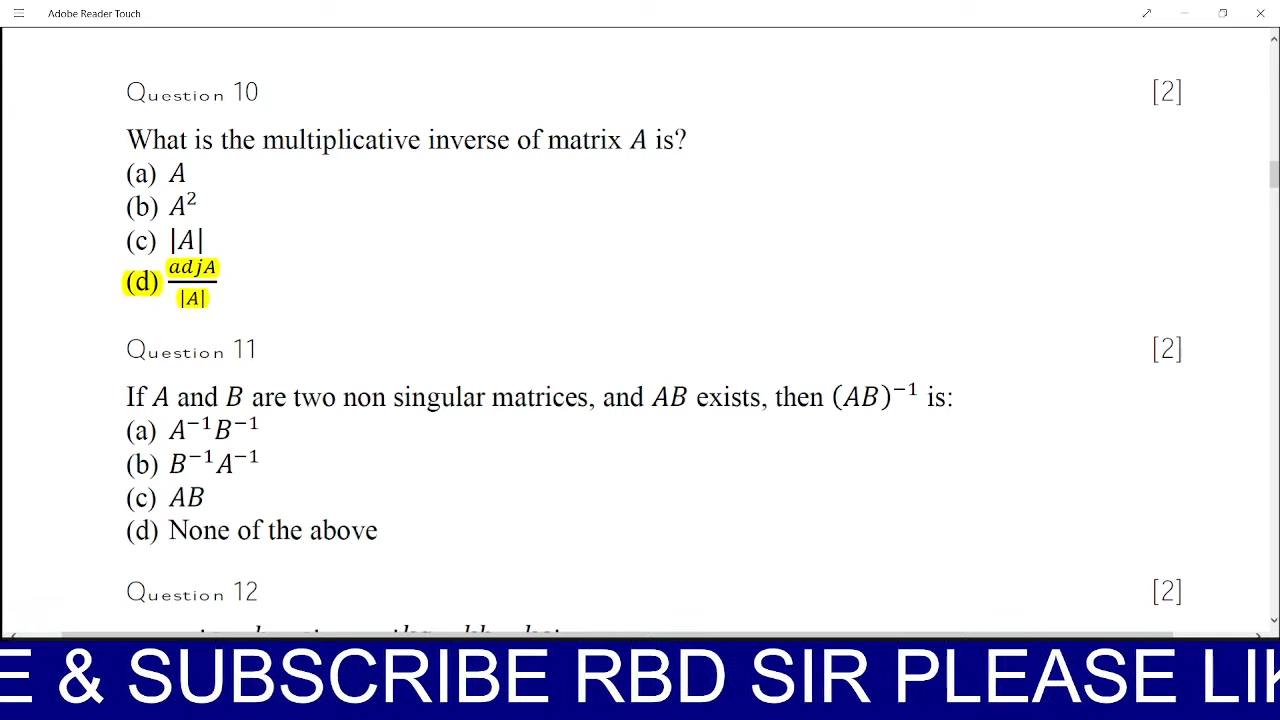 Adobe Reader Touch
Question 10 [2]
What is the multiplicative inverse of matrix A is?
(a) A
(b) A²
(c) |A|
(d) adjA / |A|
Question 11 [2]
If A and B are two non singular matrices, and AB exists, then (AB)⁻¹ is:
(a) A⁻¹B⁻¹
(b) B⁻¹A⁻¹
(c) AB
(d) None of the above
Question 12 [2]
E & SUBSCRIBE RBD SIR PLEASE LIK